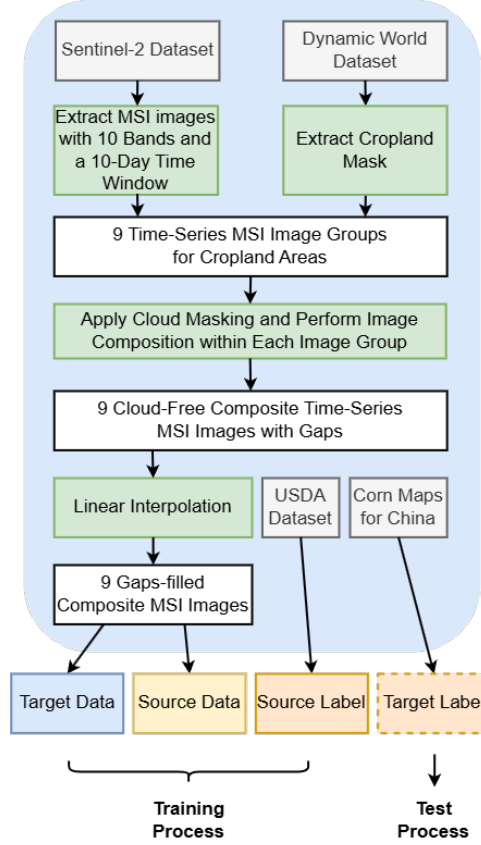 Sentinel-2 Dataset
Dynamic World
Dataset
Extract MSI images
with 10 Bands and
a 10-Day Time
Window
Extract Cropland
Mask
9 Time-Series MSI Image Groups
for Cropland Areas
Apply Cloud Masking and Perform Image
Composition within Each Image Group
9 Cloud-Free Composite Time-Series
MSI Images with Gaps
Linear Interpolation
USDA
Dataset
Corn Maps
for China
9 Gaps-filled
Composite MSI Images
Target Data
Source Data
Source Label
Target Label
Training
Process
Test
Process